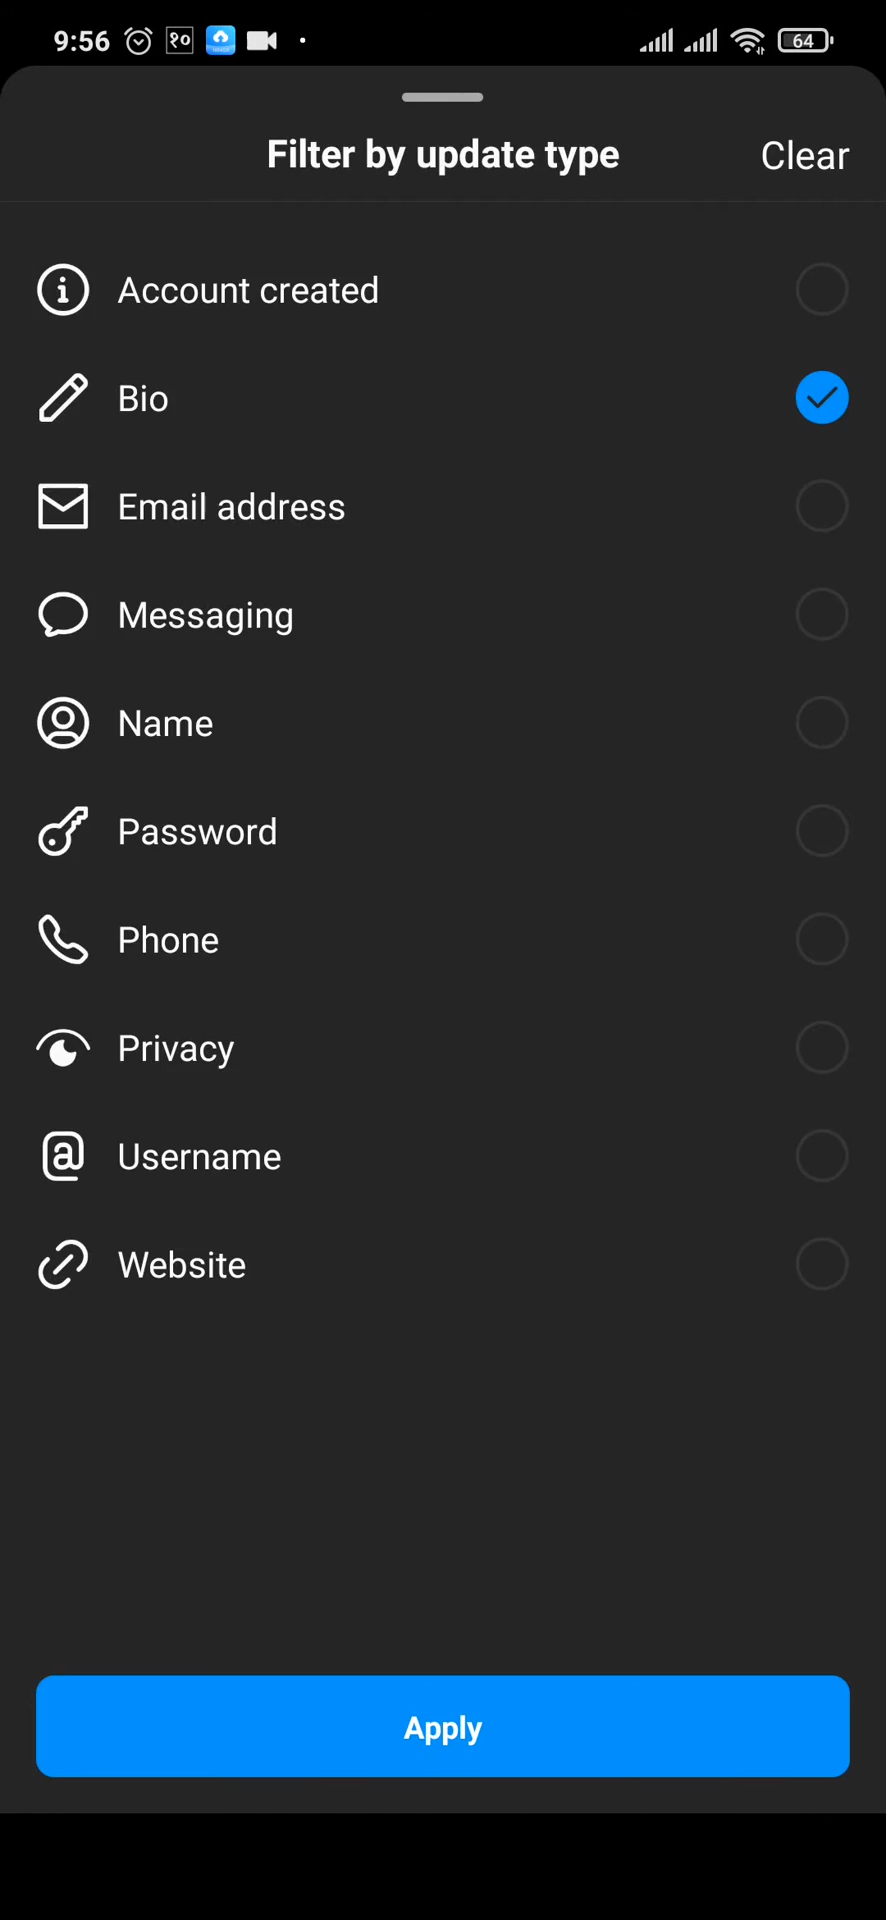 9:56 १० 64
Filter by update type Clear
Account created
Bio
Email address
Messaging
Name
Password
Phone
Privacy
Username
Website
Apply